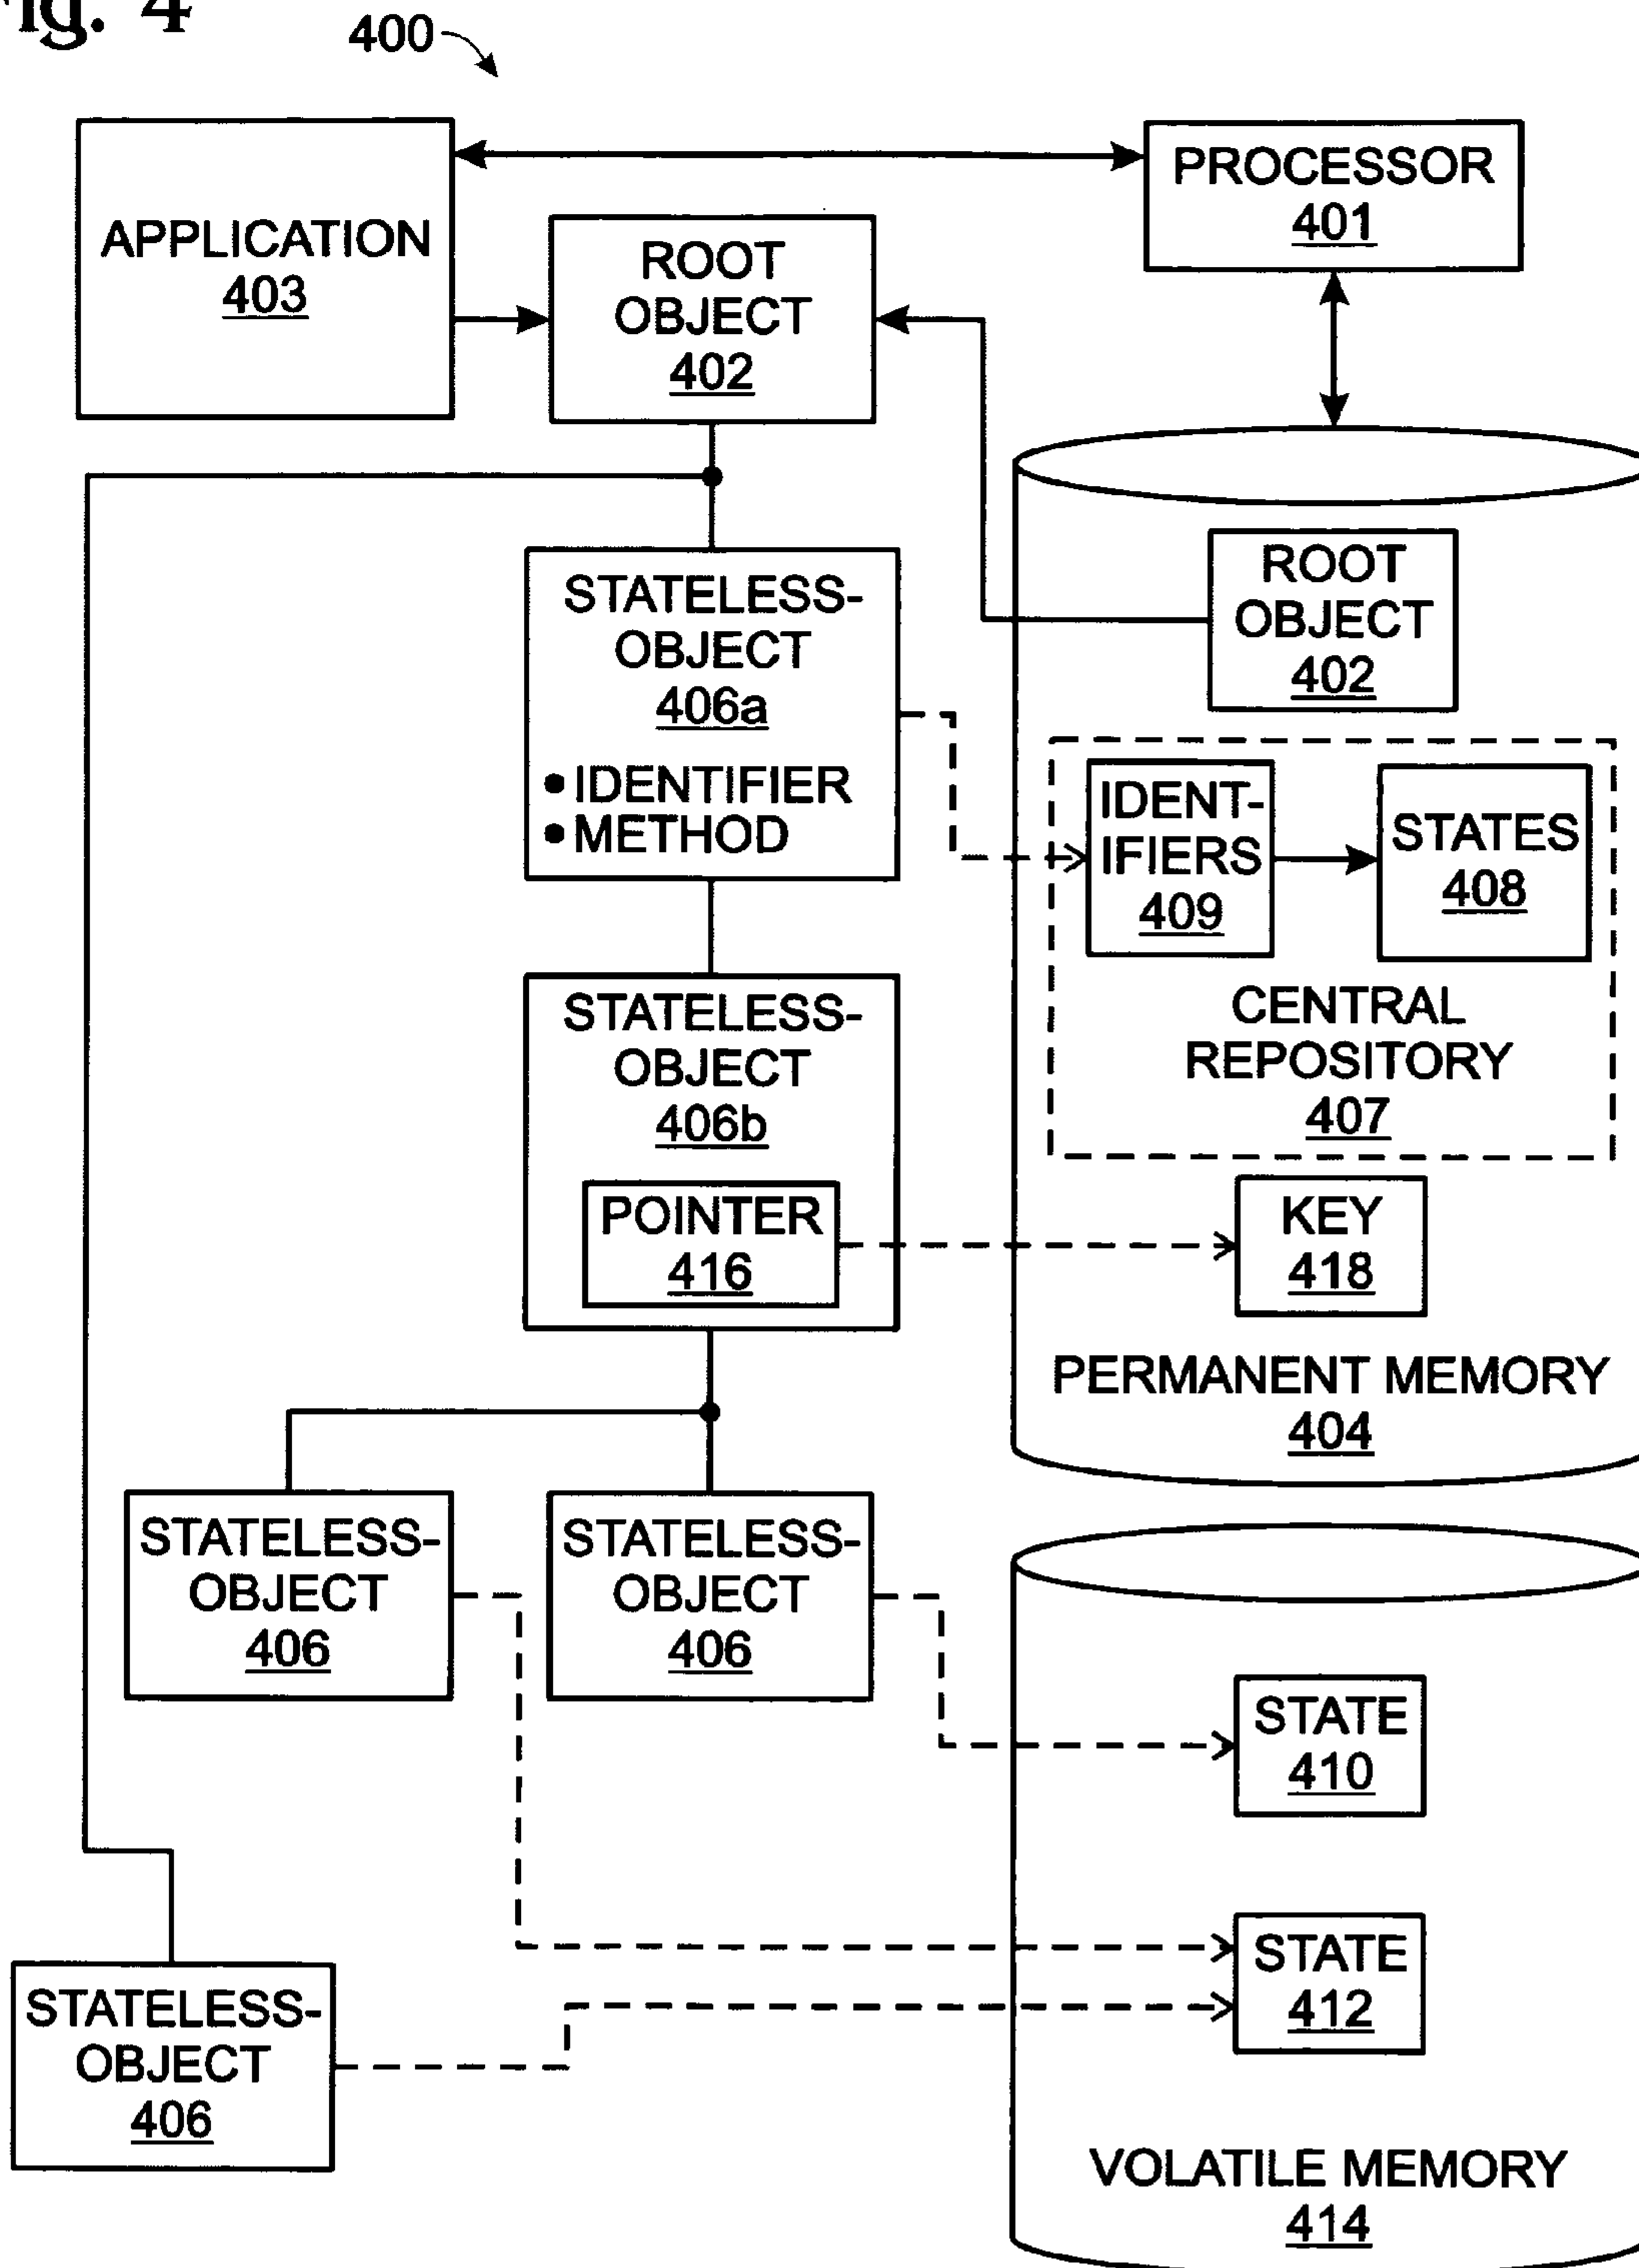 Fig. 4
400
APPLICATION
403
PROCESSOR
401
ROOT
OBJECT
402
STATELESS-
OBJECT
406a
• IDENTIFIER
• METHOD
ROOT
OBJECT
402
IDENT-
IFIERS
409
STATES
408
CENTRAL
REPOSITORY
407
STATELESS-
OBJECT
406b
POINTER
416
KEY
418
PERMANENT MEMORY
404
STATELESS-
OBJECT
406
STATELESS-
OBJECT
406
STATE
410
STATE
412
STATELESS-
OBJECT
406
VOLATILE MEMORY
414